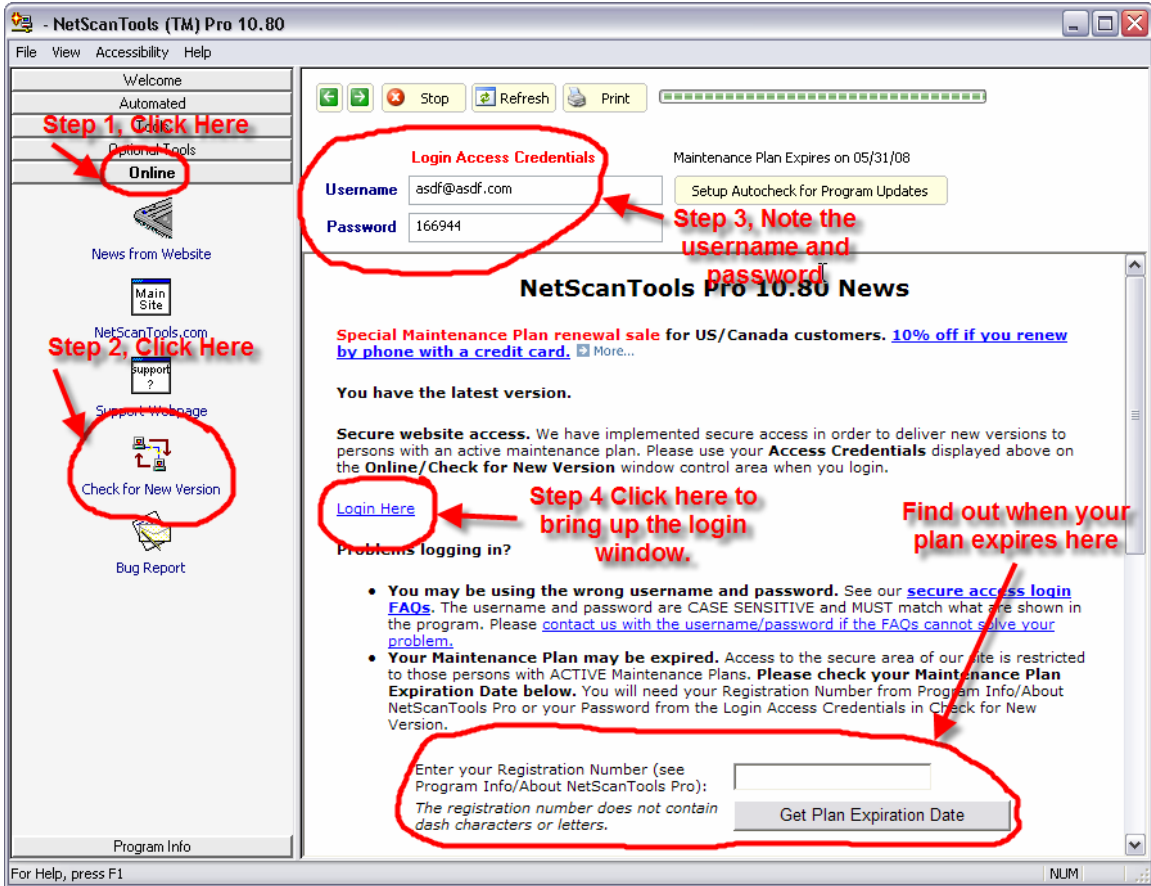 - NetScanTools (TM) Pro 10.80
File View Accessibility Help
Welcome
Automated
Tools
Optional Tools
Online
Step 1, Click Here
News from Website
Main
Site
NetScanTools.com
Step 2, Click Here
support
?
Support Webpage
Check for New Version
Bug Report
Program Info
Stop Refresh Print
Login Access Credentials
Maintenance Plan Expires on 05/31/08
Username asdf@asdf.com
Setup Autocheck for Program Updates
Password 166944
Step 3, Note the
username and
password
NetScanTools Pro 10.80 News
Special Maintenance Plan renewal sale for US/Canada customers. 10% off if you renew
by phone with a credit card. More...
You have the latest version.
Secure website access. We have implemented secure access in order to deliver new versions to
persons with an active maintenance plan. Please use your Access Credentials displayed above on
the Online/Check for New Version window control area when you login.
Login Here
Step 4 Click here to
bring up the login
window.
Find out when your
plan expires here
Problems logging in?
• You may be using the wrong username and password. See our secure access login
FAQs. The username and password are CASE SENSITIVE and MUST match what are shown in
the program. Please contact us with the username/password if the FAQs cannot solve your
problem.
• Your Maintenance Plan may be expired. Access to the secure area of our site is restricted
to those persons with ACTIVE Maintenance Plans. Please check your Maintenance Plan
Expiration Date below. You will need your Registration Number from Program Info/About
NetScanTools Pro or your Password from the Login Access Credentials in Check for New
Version.
Enter your Registration Number (see
Program Info/About NetScanTools Pro):
The registration number does not contain
dash characters or letters.
Get Plan Expiration Date
For Help, press F1
NUM